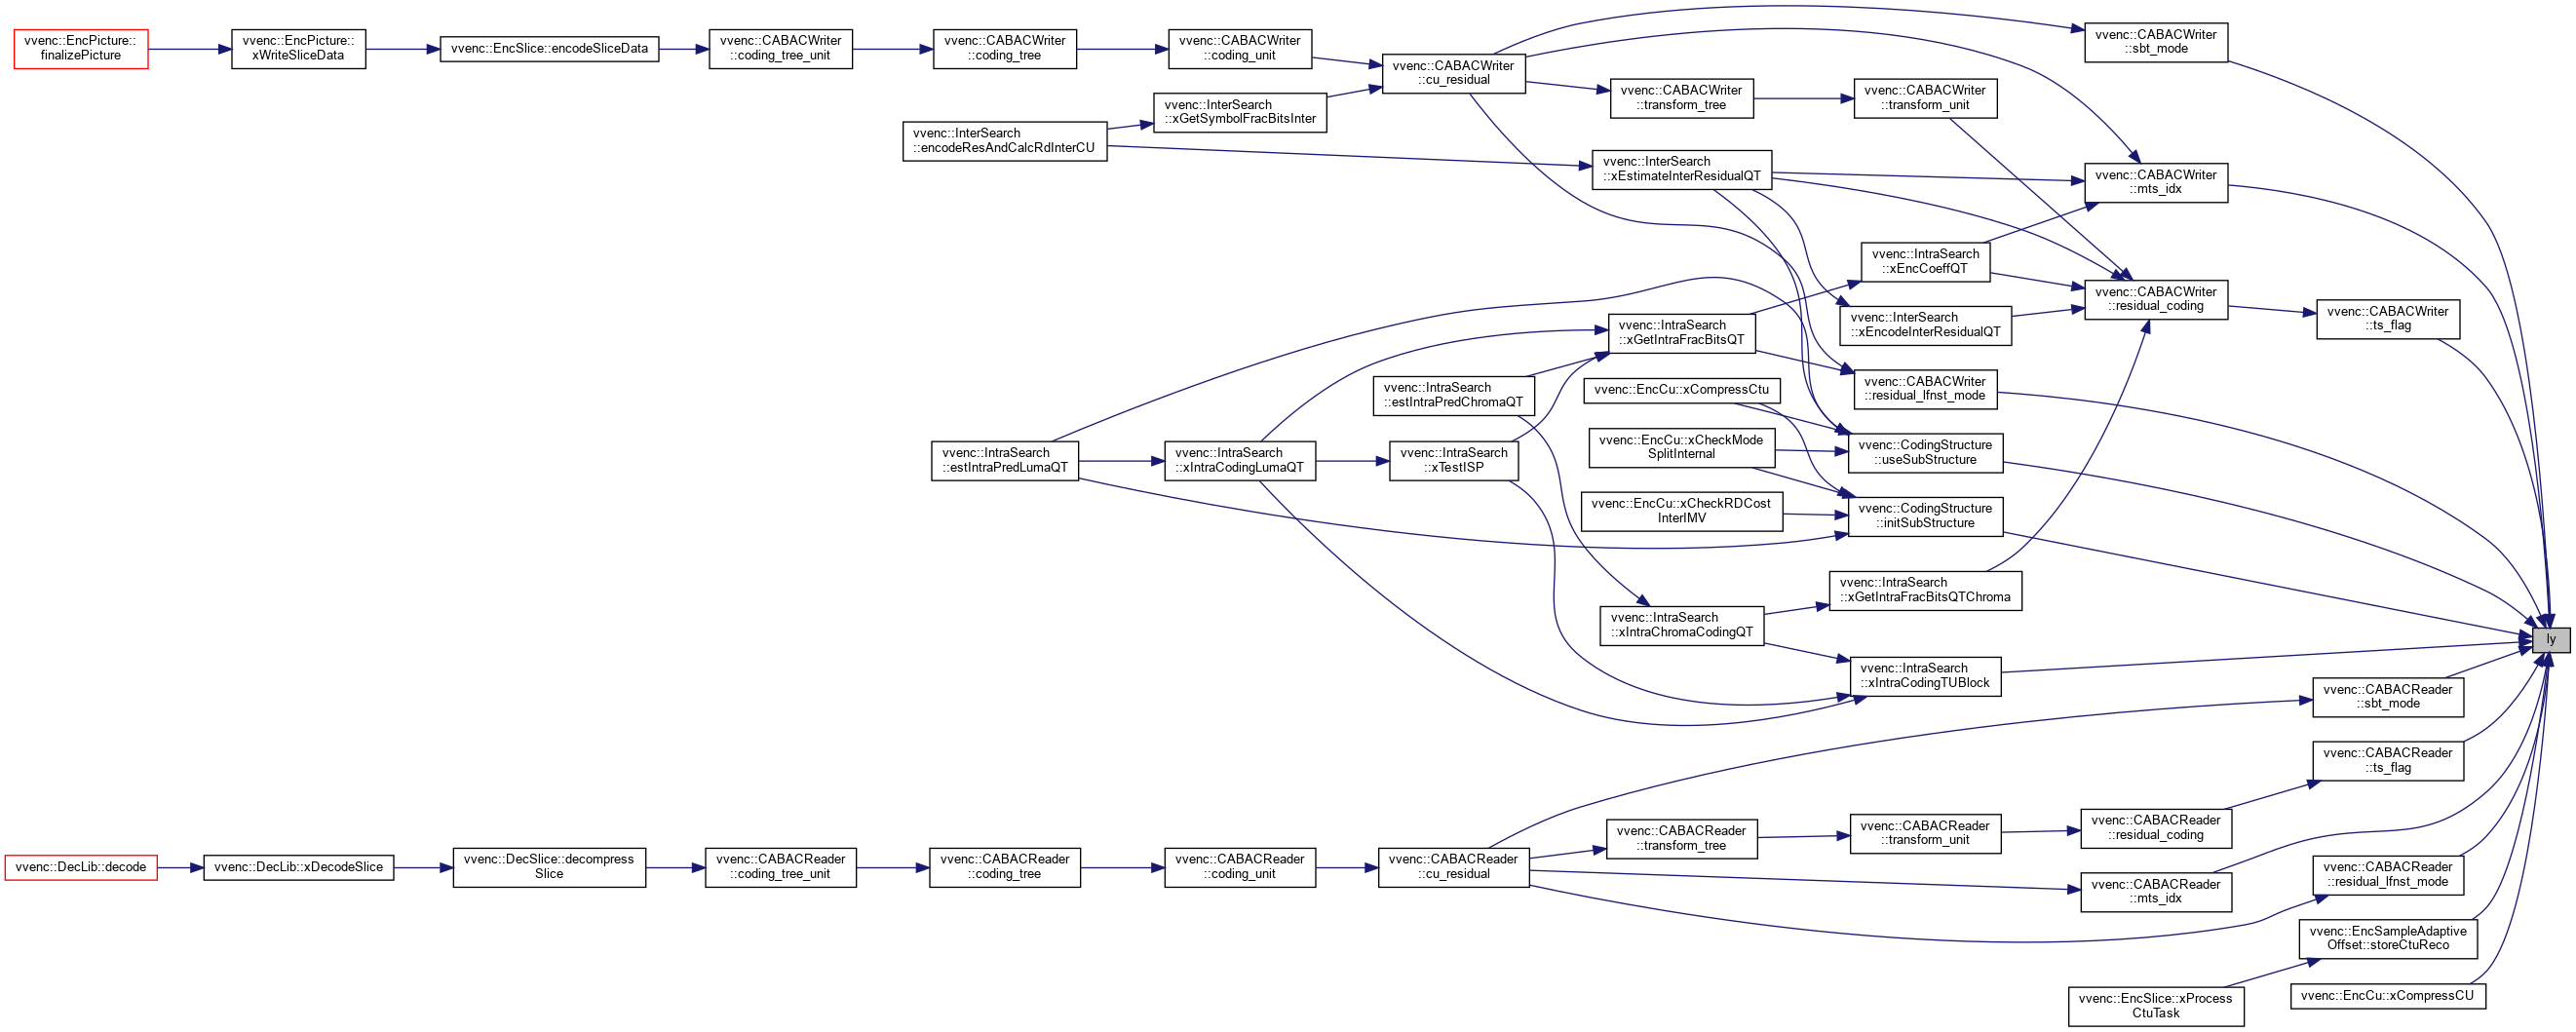 vvenc::EncPicture::
finalizePicture
vvenc::EncPicture::
xWriteSliceData
vvenc::EncSlice::encodeSliceData
vvenc::CABACWriter
::coding_tree_unit
vvenc::CABACWriter
::coding_tree
vvenc::CABACWriter
::coding_unit
vvenc::CABACWriter
::cu_residual
vvenc::CABACWriter
::sbt_mode
vvenc::InterSearch
::xGetSymbolFracBitsInter
vvenc::CABACWriter
::transform_tree
vvenc::CABACWriter
::transform_unit
vvenc::InterSearch
::encodeResAndCalcRdInterCU
vvenc::InterSearch
::xEstimateInterResidualQT
vvenc::CABACWriter
::mts_idx
vvenc::IntraSearch
::xEncCoeffQT
vvenc::CABACWriter
::residual_coding
vvenc::CABACWriter
::ts_flag
vvenc::InterSearch
::xEncodeInterResidualQT
vvenc::IntraSearch
::xGetIntraFracBitsQT
vvenc::IntraSearch
::estIntraPredChromaQT
vvenc::EncCu::xCompressCtu
vvenc::CABACWriter
::residual_lfnst_mode
vvenc::IntraSearch
::estIntraPredLumaQT
vvenc::IntraSearch
::xIntraCodingLumaQT
vvenc::IntraSearch
::xTestISP
vvenc::EncCu::xCheckMode
SplitInternal
vvenc::CodingStructure
::useSubStructure
vvenc::EncCu::xCheckRDCost
InterIMV
vvenc::CodingStructure
::initSubStructure
vvenc::IntraSearch
::xGetIntraFracBitsQTChroma
vvenc::IntraSearch
::xIntraChromaCodingQT
ly
vvenc::IntraSearch
::xIntraCodingTUBlock
vvenc::CABACReader
::sbt_mode
vvenc::CABACReader
::ts_flag
vvenc::CABACReader
::residual_coding
vvenc::CABACReader
::transform_unit
vvenc::CABACReader
::transform_tree
vvenc::DecLib::decode
vvenc::DecLib::xDecodeSlice
vvenc::DecSlice::decompress
Slice
vvenc::CABACReader
::coding_tree_unit
vvenc::CABACReader
::coding_tree
vvenc::CABACReader
::coding_unit
vvenc::CABACReader
::cu_residual
vvenc::CABACReader
::mts_idx
vvenc::CABACReader
::residual_lfnst_mode
vvenc::EncSampleAdaptive
Offset::storeCtuReco
vvenc::EncSlice::xProcess
CtuTask
vvenc::EncCu::xCompressCU